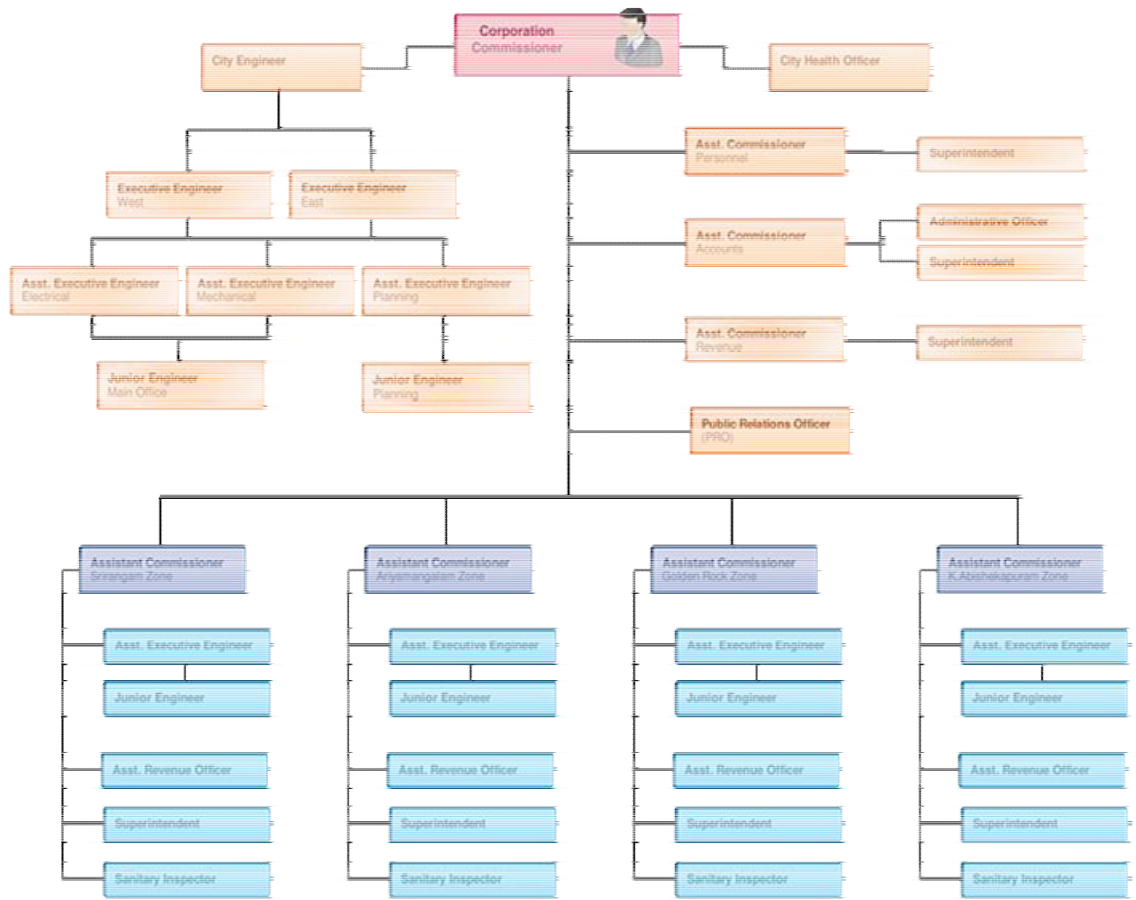 Corporation
Commissioner
City Engineer
City Health Officer
Asst. Commissioner
Personnel
Superintendent
Executive Engineer
West
Executive Engineer
East
Asst. Commissioner
Accounts
Administrative Officer
Superintendent
Asst. Executive Engineer
Electrical
Asst. Executive Engineer
Mechanical
Asst. Executive Engineer
Planning
Asst. Commissioner
Revenue
Superintendent
Junior Engineer
Main Office
Junior Engineer
Planning
Public Relations Officer
(PRO)
Assistant Commissioner
Srirangam Zone
Assistant Commissioner
Ariyamangalam Zone
Assistant Commissioner
Golden Rock Zone
Assistant Commissioner
K.Abishekapuram Zone
Asst. Executive Engineer
Asst. Executive Engineer
Asst. Executive Engineer
Asst. Executive Engineer
Junior Engineer
Junior Engineer
Junior Engineer
Junior Engineer
Asst. Revenue Officer
Asst. Revenue Officer
Asst. Revenue Officer
Asst. Revenue Officer
Superintendent
Superintendent
Superintendent
Superintendent
Sanitary Inspector
Sanitary Inspector
Sanitary Inspector
Sanitary Inspector